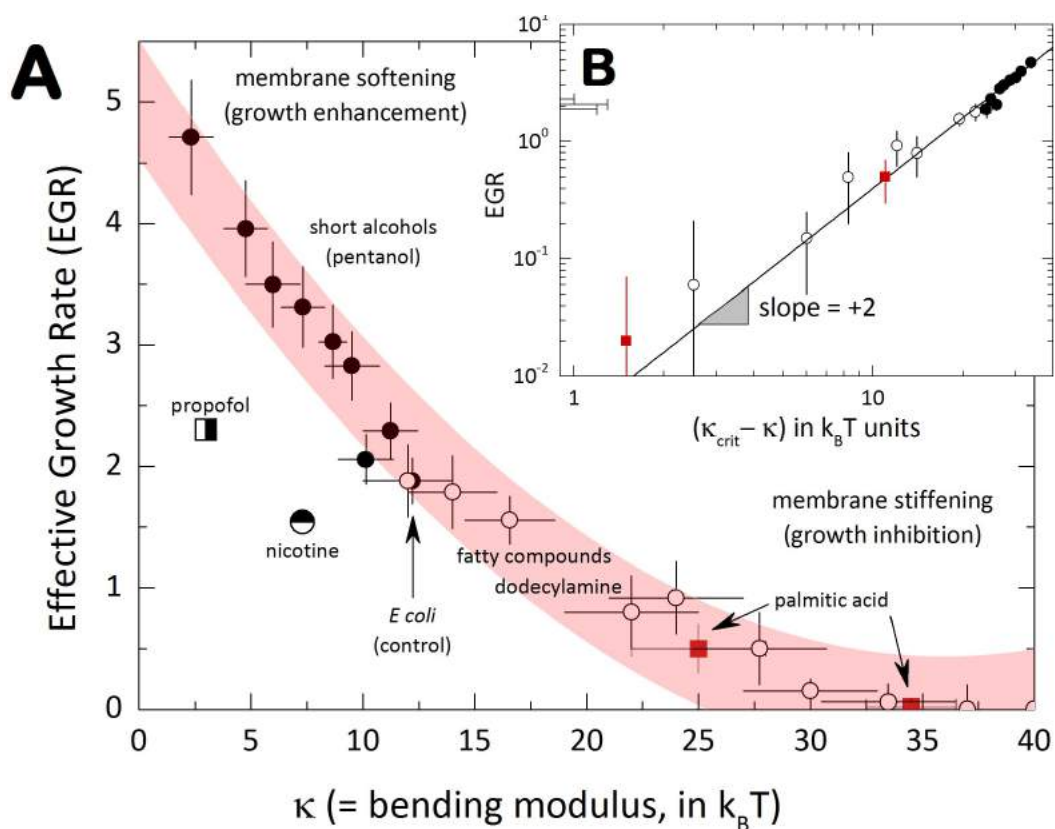 A
membrane softening
(growth enhancement)
short alcohols
(pentanol)
propofol
nicotine
E coli
(control)
fatty compounds
dodecylamine
membrane stiffening
(growth inhibition)
palmitic acid
Effective Growth Rate (EGR)
5
4
3
2
1
0
0 5 10 15 20 25 30 35 40
κ (= bending modulus, in kBT)
B
EGR
10¹
10⁰
10⁻¹
10⁻²
slope = +2
1 10
(κcrit – κ) in kBT units